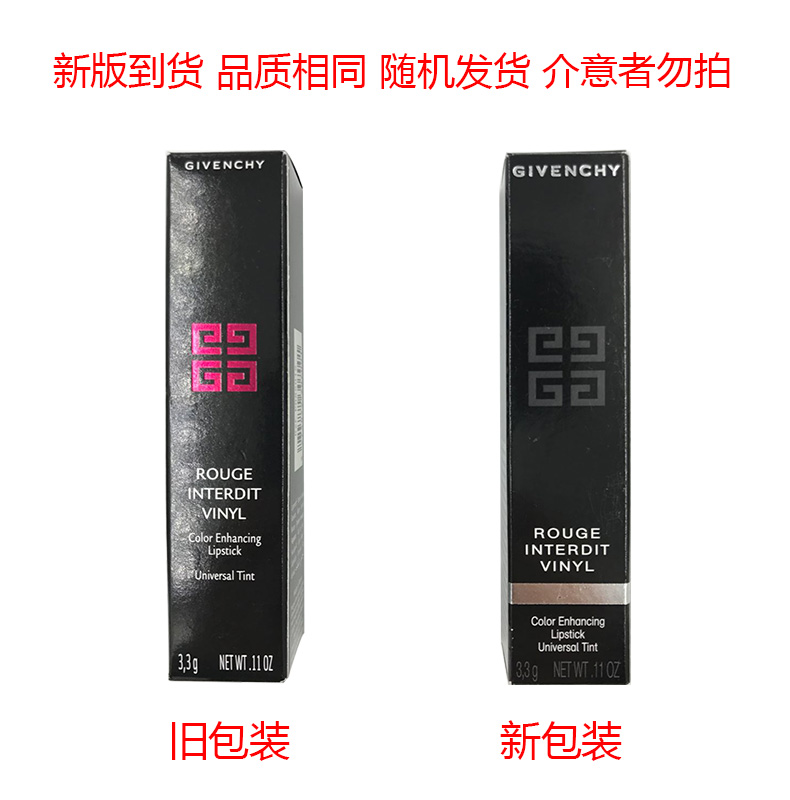 新版到货 品质相同 随机发货 介意者勿拍
GIVENCHY
ROUGE
INTERDIT
VINYL
Color Enhancing
Lipstick
Universal Tint
3,3 g NET WT .11 OZ
旧包装
GIVENCHY
ROUGE
INTERDIT
VINYL
Color Enhancing
Lipstick
Universal Tint
3,3 g NET WT .11 OZ
新包装